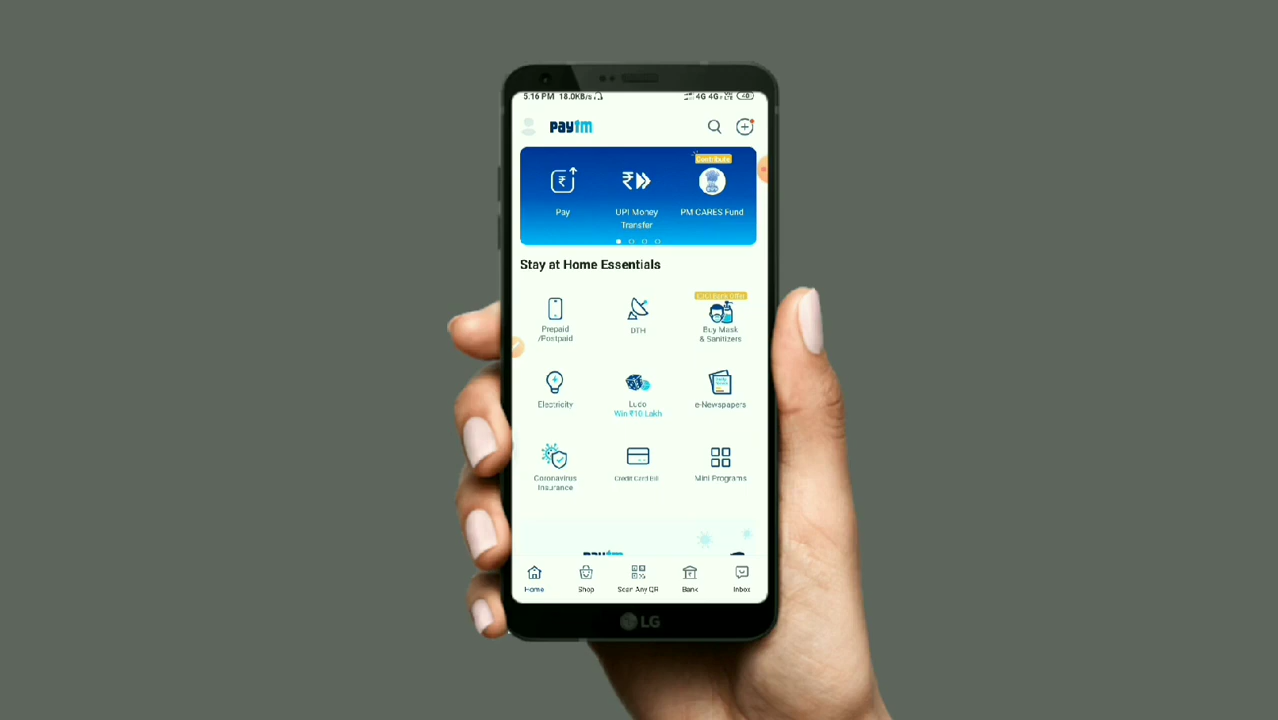 5:16 PM 18.0KB/s
4G 4G
paytm
Contribute
Pay
UPI Money
Transfer
PM CARES Fund
Stay at Home Essentials
Prepaid
/Postpaid
DTH
Buy Mask
& Sanitizers
Electricity
Ludo
Win ₹10 Lakh
e-Newspapers
Coronavirus
Insurance
Credit Card Bill
Mini Programs
paytm
Home
Shop
Scan Any QR
Bank
Inbox
LG